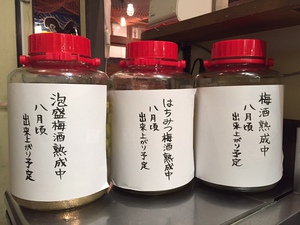 泡盛梅酒熟成中
八月頃
出来上がり予定
はちみつ梅酒熟成中
八月頃
出来上がり予定
梅酒熟成中
八月頃
出来上がり予定